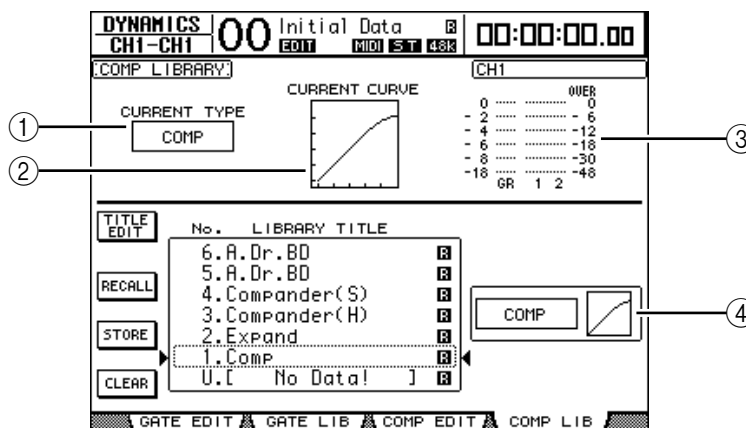 DYNAMICS
CH1-CH1
00
Initial Data R
EDIT MIDI ST 48K
00:00:00.00
COMP LIBRARY
CH1
1
CURRENT TYPE
COMP
2
CURRENT CURVE
OVER
0 0
- 2 - 6
- 4 -12
- 6 -18
- 8 -30
-18 -48
GR 1 2
3
TITLE EDIT
RECALL
STORE
CLEAR
No. LIBRARY TITLE
6.A.Dr.BD R
5.A.Dr.BD R
4.Compander(S) R
3.Compander(H) R
2.Expand R
1.Comp R
U.[ No Data! ] R
COMP
4
GATE EDIT GATE LIB COMP EDIT COMP LIB